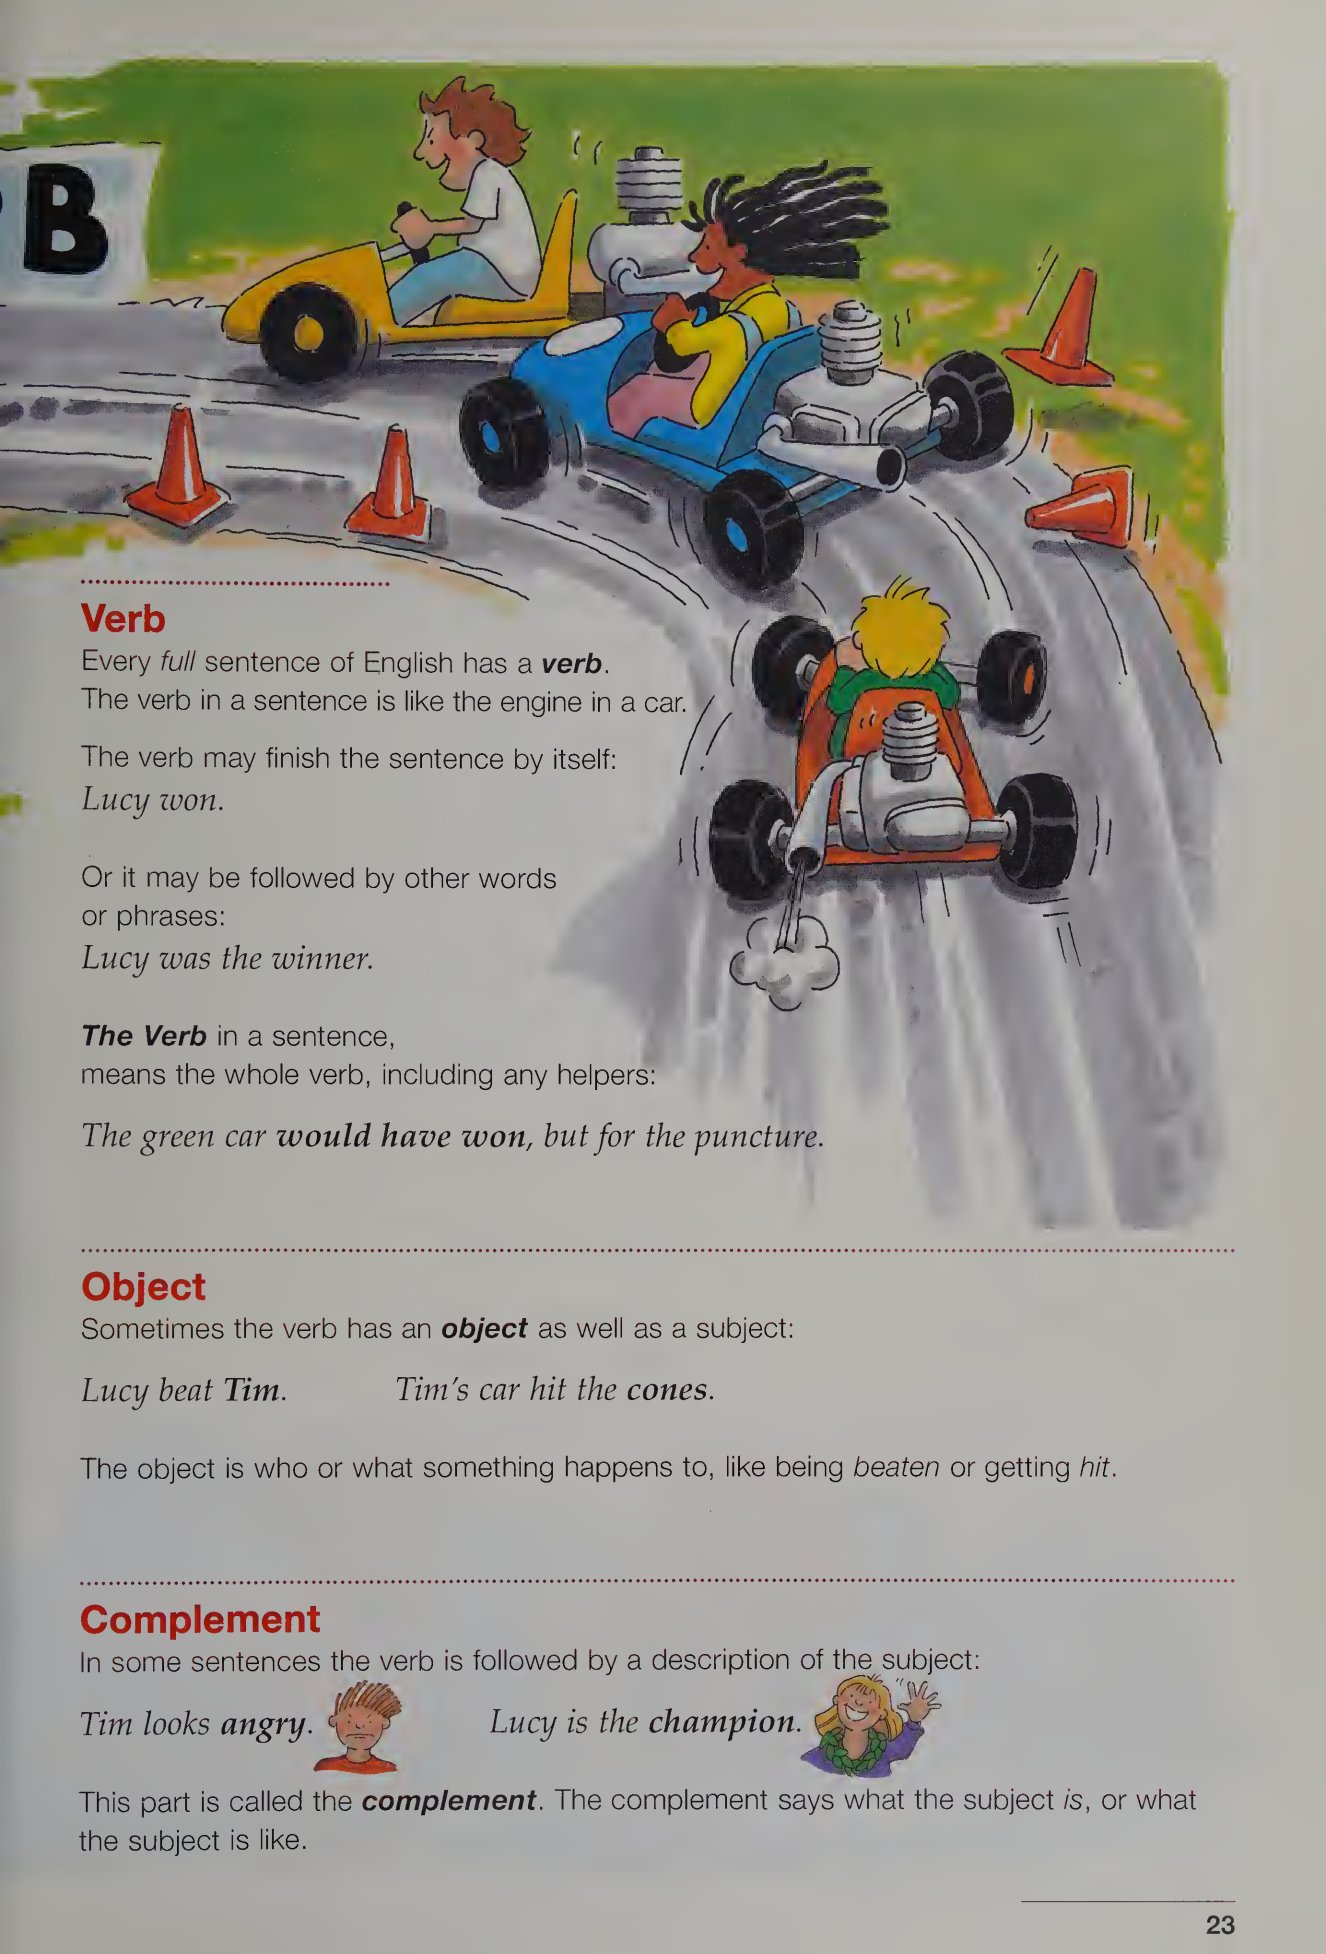 B
Verb
Every full sentence of English has a verb.
The verb in a sentence is like the engine in a car.
The verb may finish the sentence by itself:
Lucy won.
Or it may be followed by other words
or phrases:
Lucy was the winner.
The Verb in a sentence,
means the whole verb, including any helpers:
The green car would have won, but for the puncture.
Object
Sometimes the verb has an object as well as a subject:
Lucy beat Tim. Tim's car hit the cones.
The object is who or what something happens to, like being beaten or getting hit.
Complement
In some sentences the verb is followed by a description of the subject:
Tim looks angry. Lucy is the champion.
This part is called the complement. The complement says what the subject is, or what
the subject is like.
23